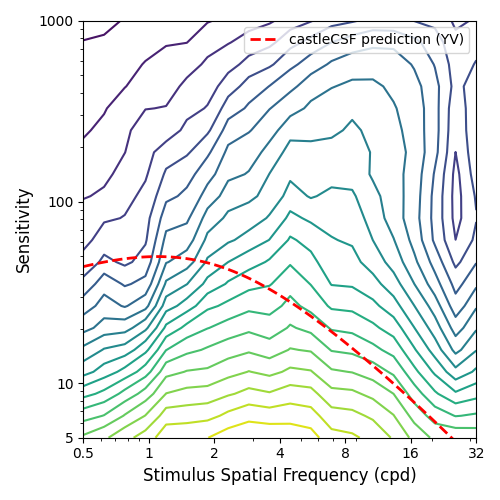 1000
castleCSF prediction (YV)
100
Sensitivity
10
5
0.5 1 2 4 8 16 32
Stimulus Spatial Frequency (cpd)